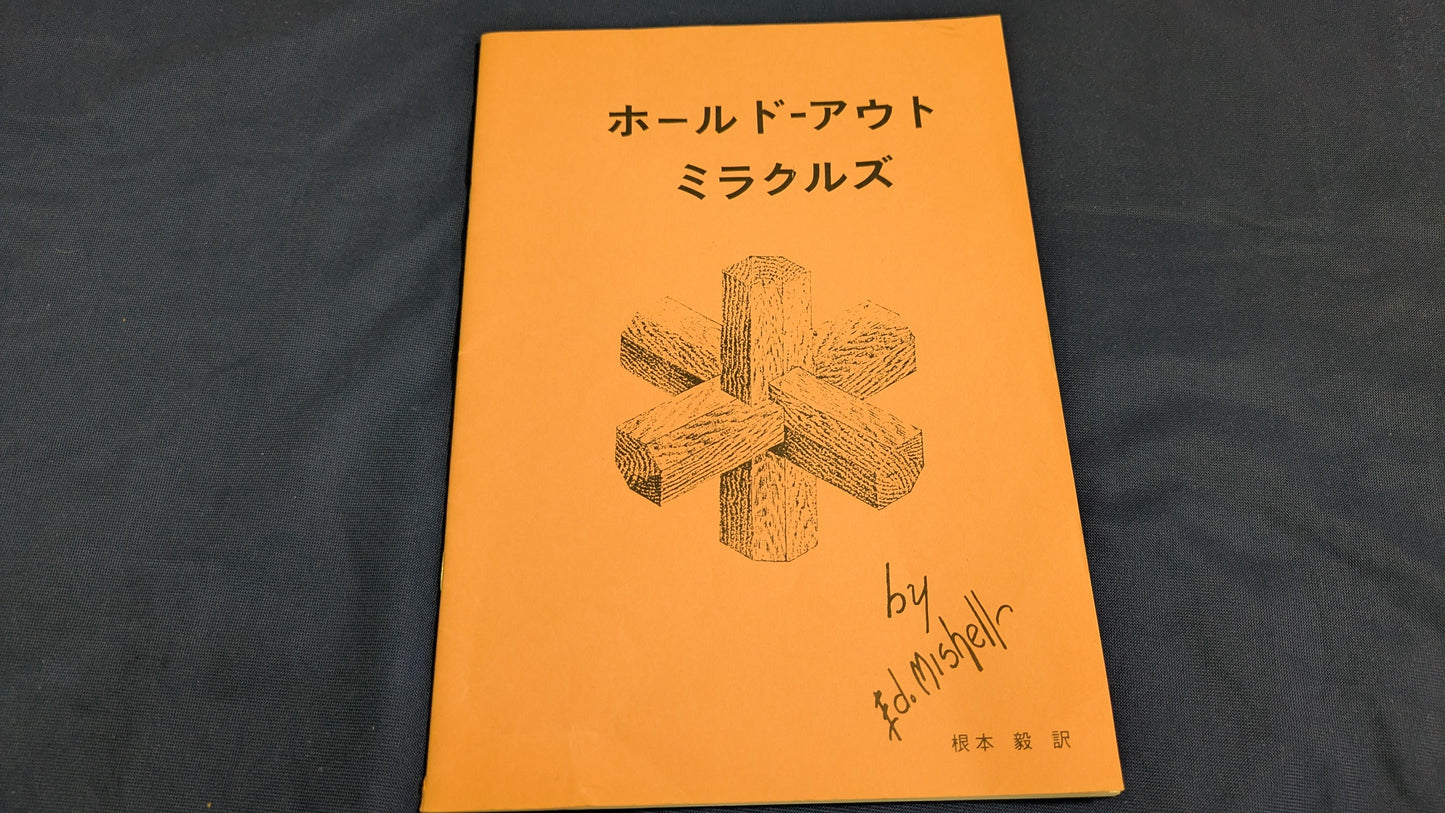 ホールド-アウト
ミラクルズ
by
Ed. Mishell
根本 毅 訳